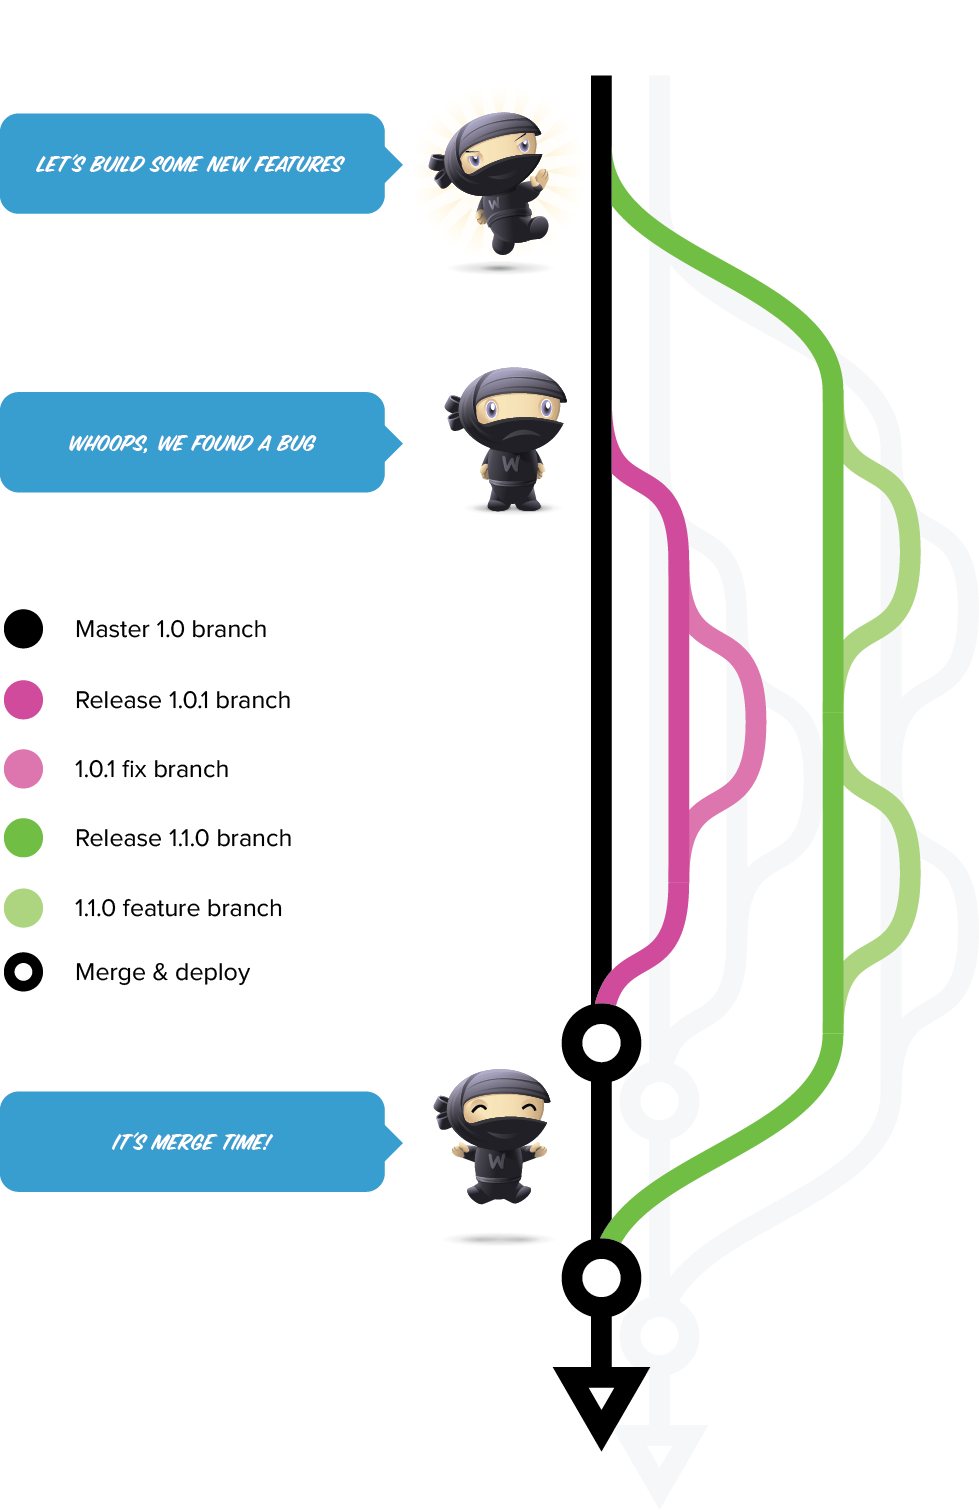 LET'S BUILD SOME NEW FEATURES
W
WHOOPS, WE FOUND A BUG
W
Master 1.0 branch
Release 1.0.1 branch
1.0.1 fix branch
Release 1.1.0 branch
1.1.0 feature branch
Merge & deploy
IT'S MERGE TIME!
W